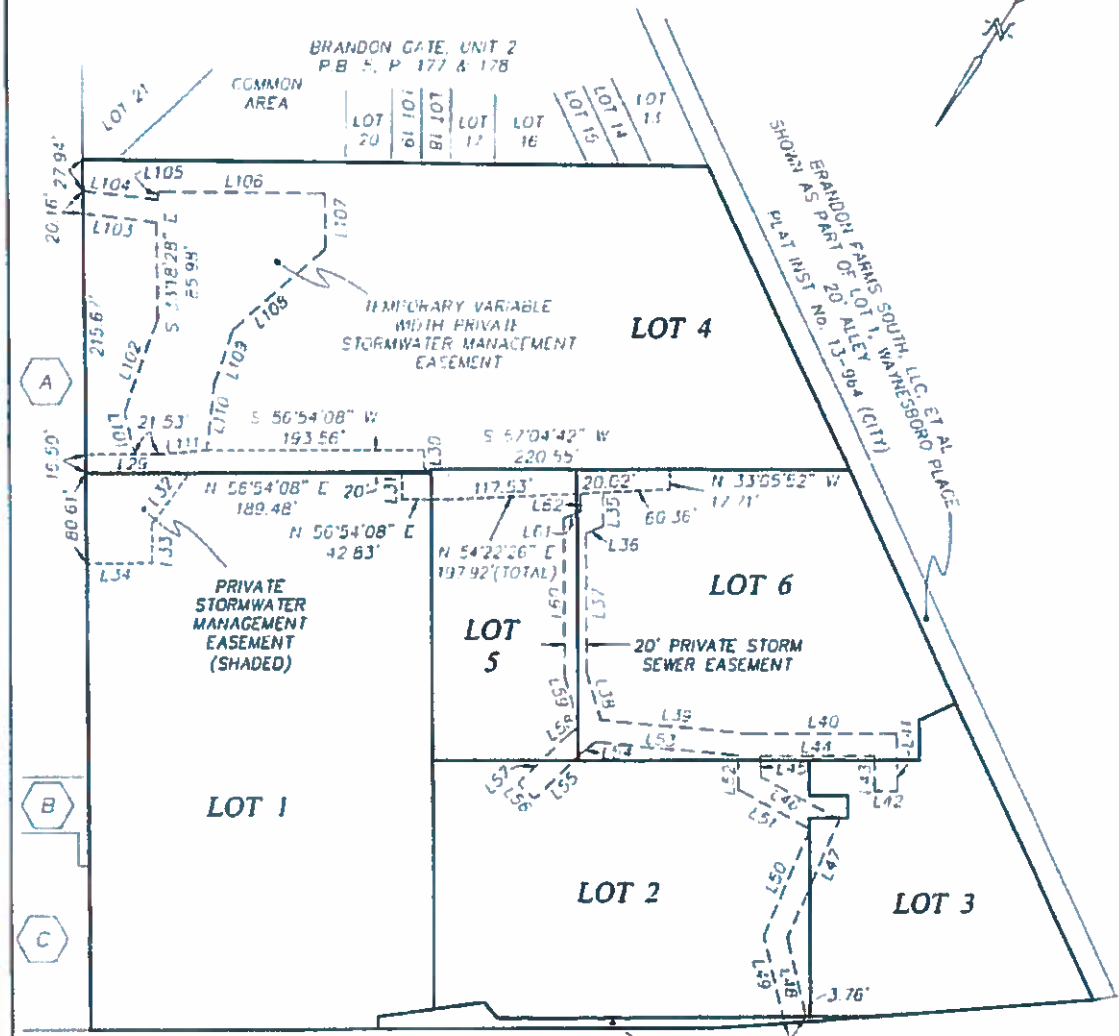 N
BRANDON GATE, UNIT 2
P.B. 5, P. 177 & 178
COMMON
AREA
LOT 21
LOT
20
LOT 19
LOT 18
LOT
17
LOT
16
LOT 15
LOT 14
LOT
13
BRANDON FARMS SOUTH, LLC, ET AL
SHOWN AS PART OF LOT 1, WAYNESBORO PLACE
20' ALLEY
PLAT INST NO. 13-964 (CITY)
27.94'
L104
L105
L106
L107
20.16'
L103
S 33°18'28" E
85.98'
215.67'
L108
TEMPORARY VARIABLE
WIDTH PRIVATE
STORMWATER MANAGEMENT
EASEMENT
LOT 4
L102
L109
A
L101
L110
21.53'
L111
S 56°54'08" W
193.56'
L30
S 57°04'42" W
220.55'
L29
L32
N 56°54'08" E
189.48'
20'
L31
117.53'
20.02'
N 33°05'52" W
17.71'
80.61'
L33
L34
N 56°54'08" E
42.83'
L62
L61
L35
60.36'
L36
N 54°22'26" E
197.92'(TOTAL)
PRIVATE
STORMWATER
MANAGEMENT
EASEMENT
(SHADED)
L37
LOT
5
LOT 6
20' PRIVATE STORM
SEWER EASEMENT
L59
L38
L58
L39
L40
L41
L53
L54
L44
L57
L56
L55
L52
L45
L43
L42
L46
L51
B
LOT 1
L47
L50
LOT 2
LOT 3
C
L49
L48
3.76'